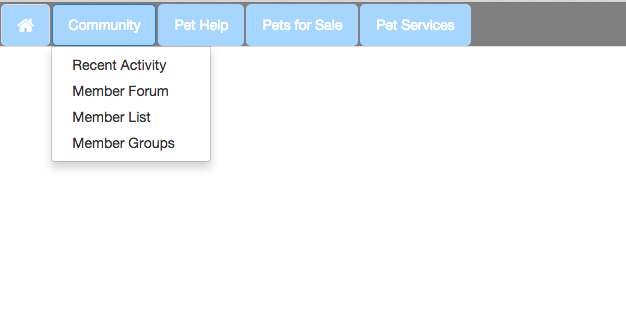 Community Pet Help Pets for Sale Pet Services
Recent Activity
Member Forum
Member List
Member Groups